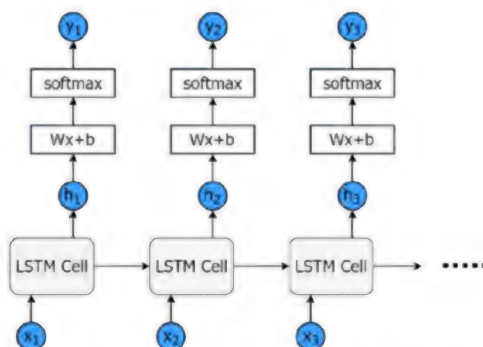 y1 y2 y3
softmax softmax softmax
Wx+b Wx+b Wx+b
h1 h2 h3
LSTM Cell LSTM Cell LSTM Cell
x1 x2 x3